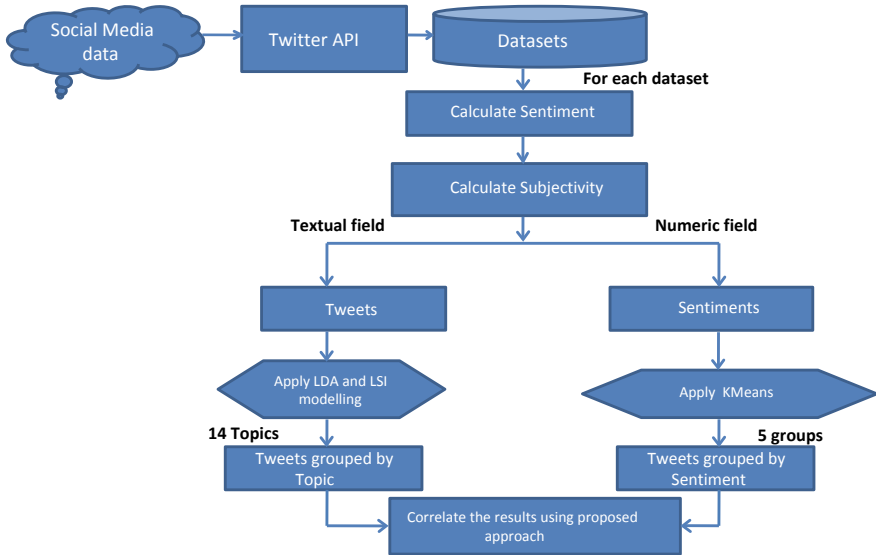 Social Media
data
Twitter API
Datasets
For each dataset
Calculate Sentiment
Calculate Subjectivity
Textual field
Numeric field
Tweets
Sentiments
Apply LDA and LSI
modelling
Apply KMeans
14 Topics
5 groups
Tweets grouped by
Topic
Tweets grouped by
Sentiment
Correlate the results using proposed
approach